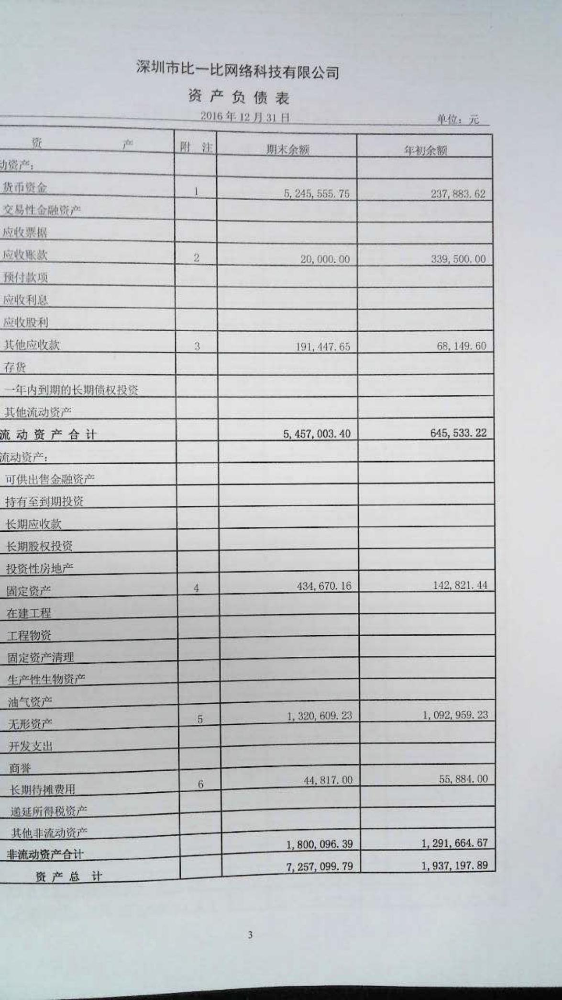 深圳市比一比网络科技有限公司
资产负债表
2016年12月31日 单位：元
资产 附注 期末余额 年初余额
动资产：
货币资金 1 5,245,555.75 237,883.62
交易性金融资产
应收票据
应收账款 2 20,000.00 339,500.00
预付款项
应收利息
应收股利
其他应收款 3 191,447.65 68,149.60
存货
一年内到期的长期债权投资
其他流动资产
流动资产合计 5,457,003.40 645,533.22
流动资产：
可供出售金融资产
持有至到期投资
长期应收款
长期股权投资
投资性房地产
固定资产 4 434,670.16 142,821.44
在建工程
工程物资
固定资产清理
生产性生物资产
油气资产
无形资产 5 1,320,609.23 1,092,959.23
开发支出
商誉
长期待摊费用 6 44,817.00 55,884.00
递延所得税资产
其他非流动资产
非流动资产合计 1,800,096.39 1,291,664.67
资产总计 7,257,099.79 1,937,197.89
3